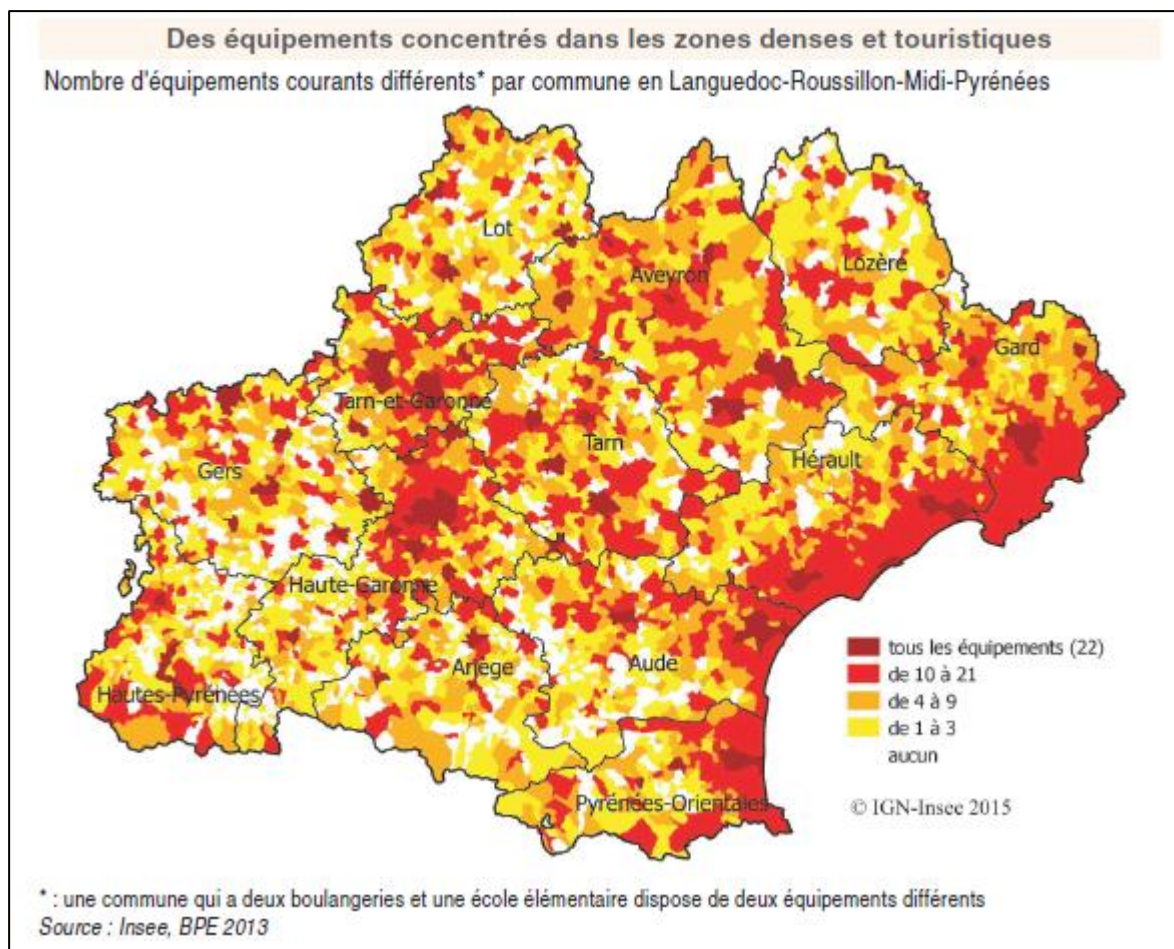 Des équipements concentrés dans les zones denses et touristiques
Nombre d'équipements courants différents* par commune en Languedoc-Roussillon-Midi-Pyrénées
Lot
Aveyron
Lozère
Gard
Tarn-et-Garonne
Tarn
Gers
Hérault
Haute-Garonne
Ariège
Aude
Hautes-Pyrénées
Pyrénées-Orientales
tous les équipements (22)
de 10 à 21
de 4 à 9
de 1 à 3
aucun
© IGN-Insee 2015
* : une commune qui a deux boulangeries et une école élémentaire dispose de deux équipements différents
Source : Insee, BPE 2013